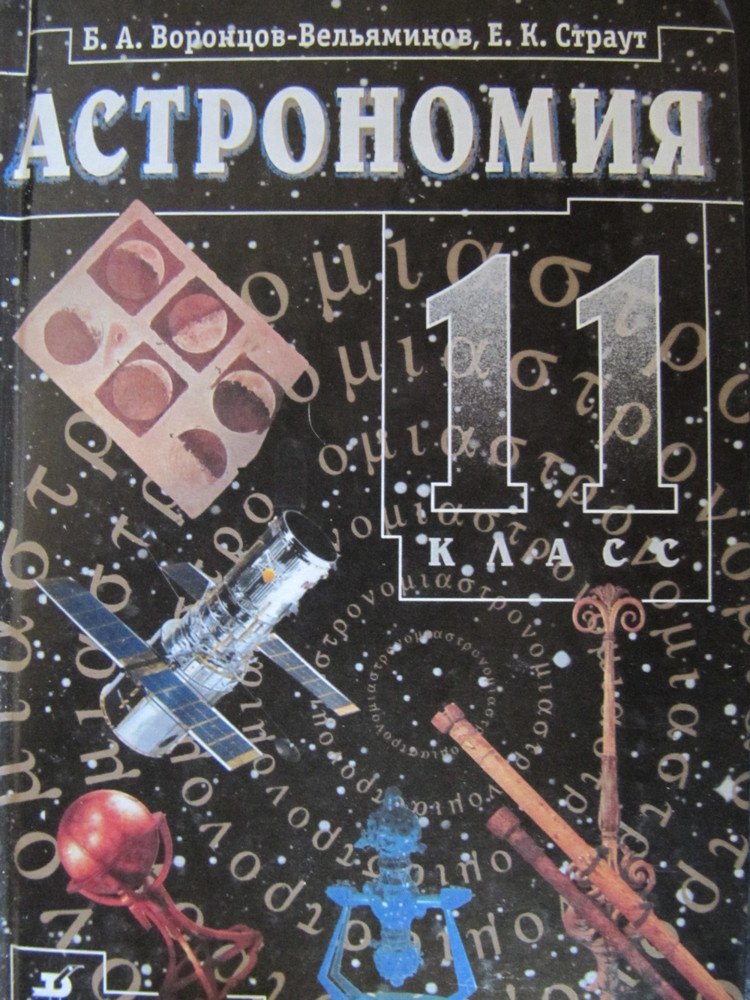 Б. А. Воронцов-Вельяминов, Е. К. Страут
АСТРОНОМИЯ
11
КЛАСС